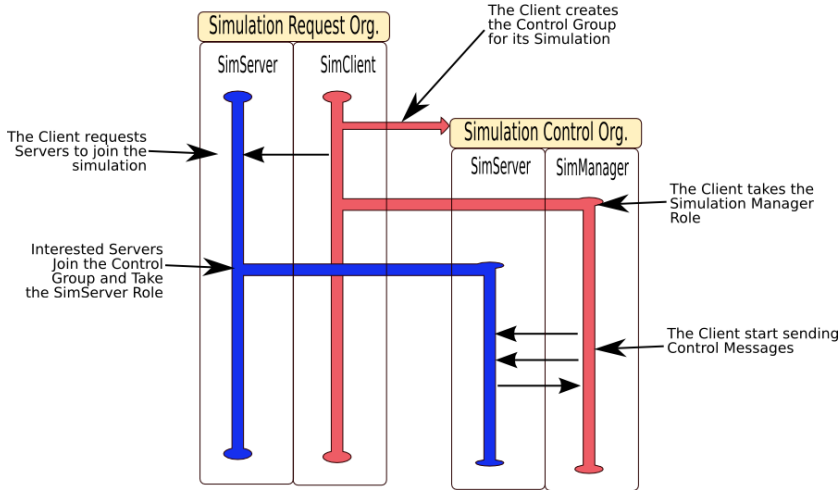 Simulation Request Org.
SimServer
SimClient
The Client creates
the Control Group
for its Simulation
The Client requests
Servers to join the
simulation
Simulation Control Org.
SimServer
SimManager
The Client takes the
Simulation Manager
Role
Interested Servers
Join the Control
Group and Take
the SimServer Role
The Client start sending
Control Messages